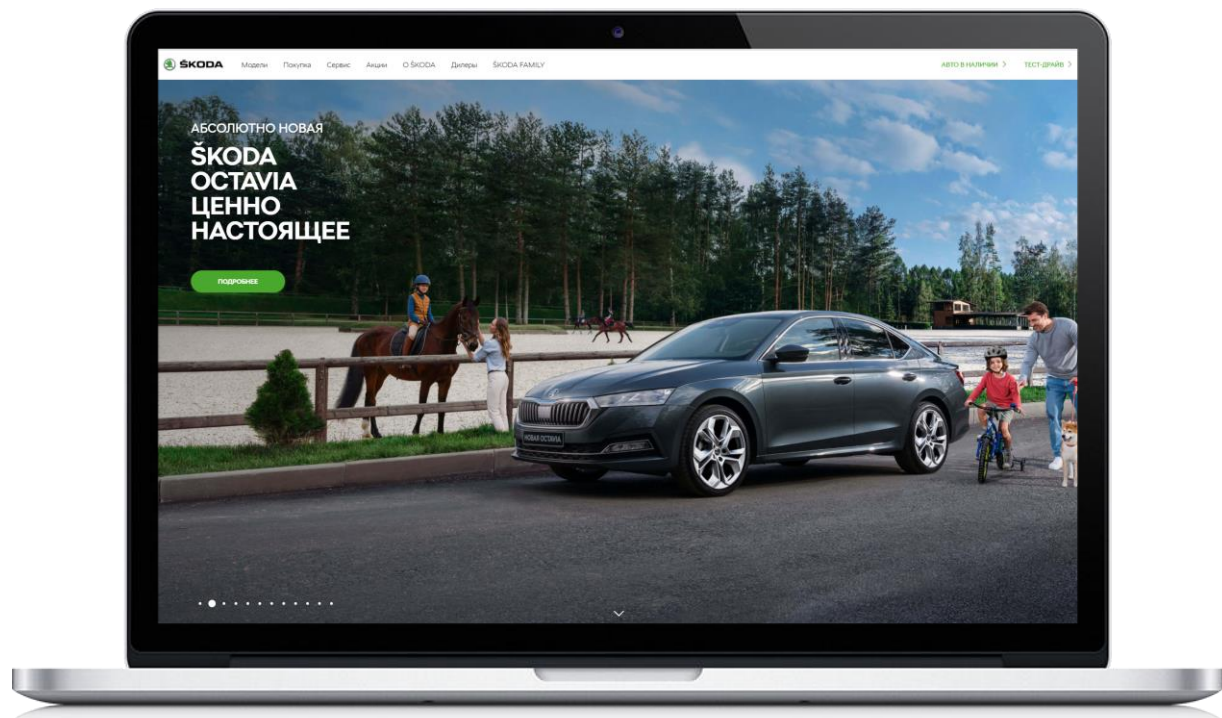 ŠKODA Модели Покупка Сервис Акции О ŠKODA Дилеры ŠKODA FAMILY АВТО В НАЛИЧИИ ТЕСТ-ДРАЙВ
АБСОЛЮТНО НОВАЯ
ŠKODA
OCTAVIA
ЦЕННО
НАСТОЯЩЕЕ
ПОДРОБНЕЕ
НОВАЯ OCTAVIA